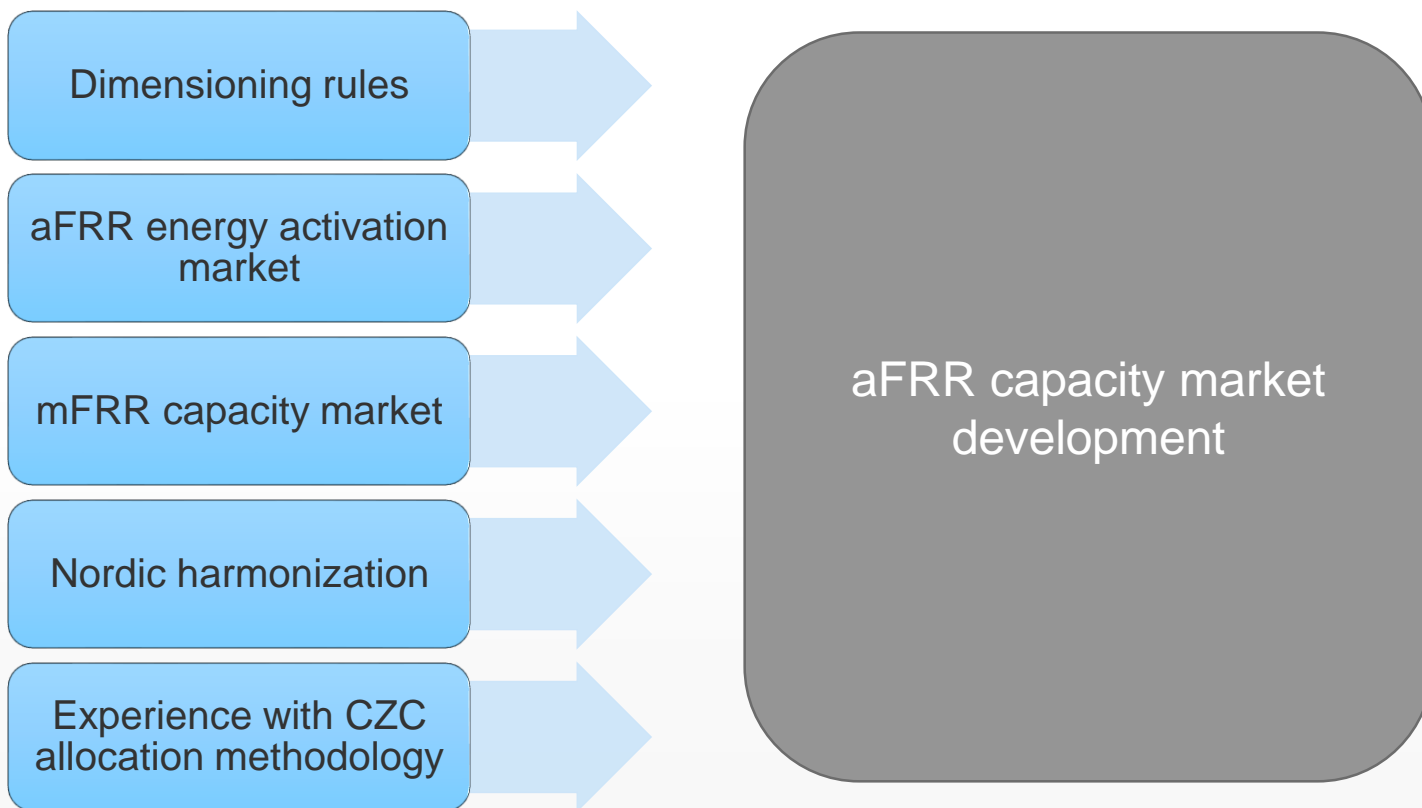 Dimensioning rules
aFRR energy activation
market
mFRR capacity market
Nordic harmonization
Experience with CZC
allocation methodology
aFRR capacity market
development